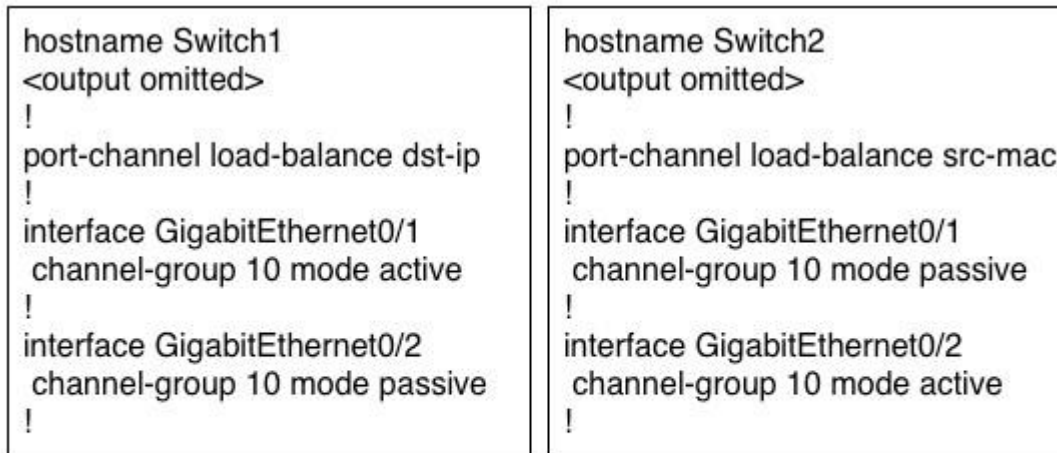 hostname Switch1
<output omitted>
!
port-channel load-balance dst-ip
!
interface GigabitEthernet0/1
channel-group 10 mode active
!
interface GigabitEthernet0/2
channel-group 10 mode passive
!
hostname Switch2
<output omitted>
!
port-channel load-balance src-mac
!
interface GigabitEthernet0/1
channel-group 10 mode passive
!
interface GigabitEthernet0/2
channel-group 10 mode active
!